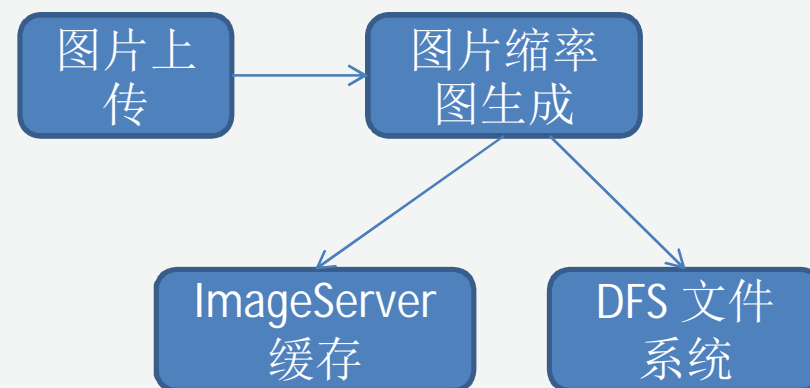 图片上
传
图片缩率
图生成
ImageServer
缓存
DFS 文件
系统